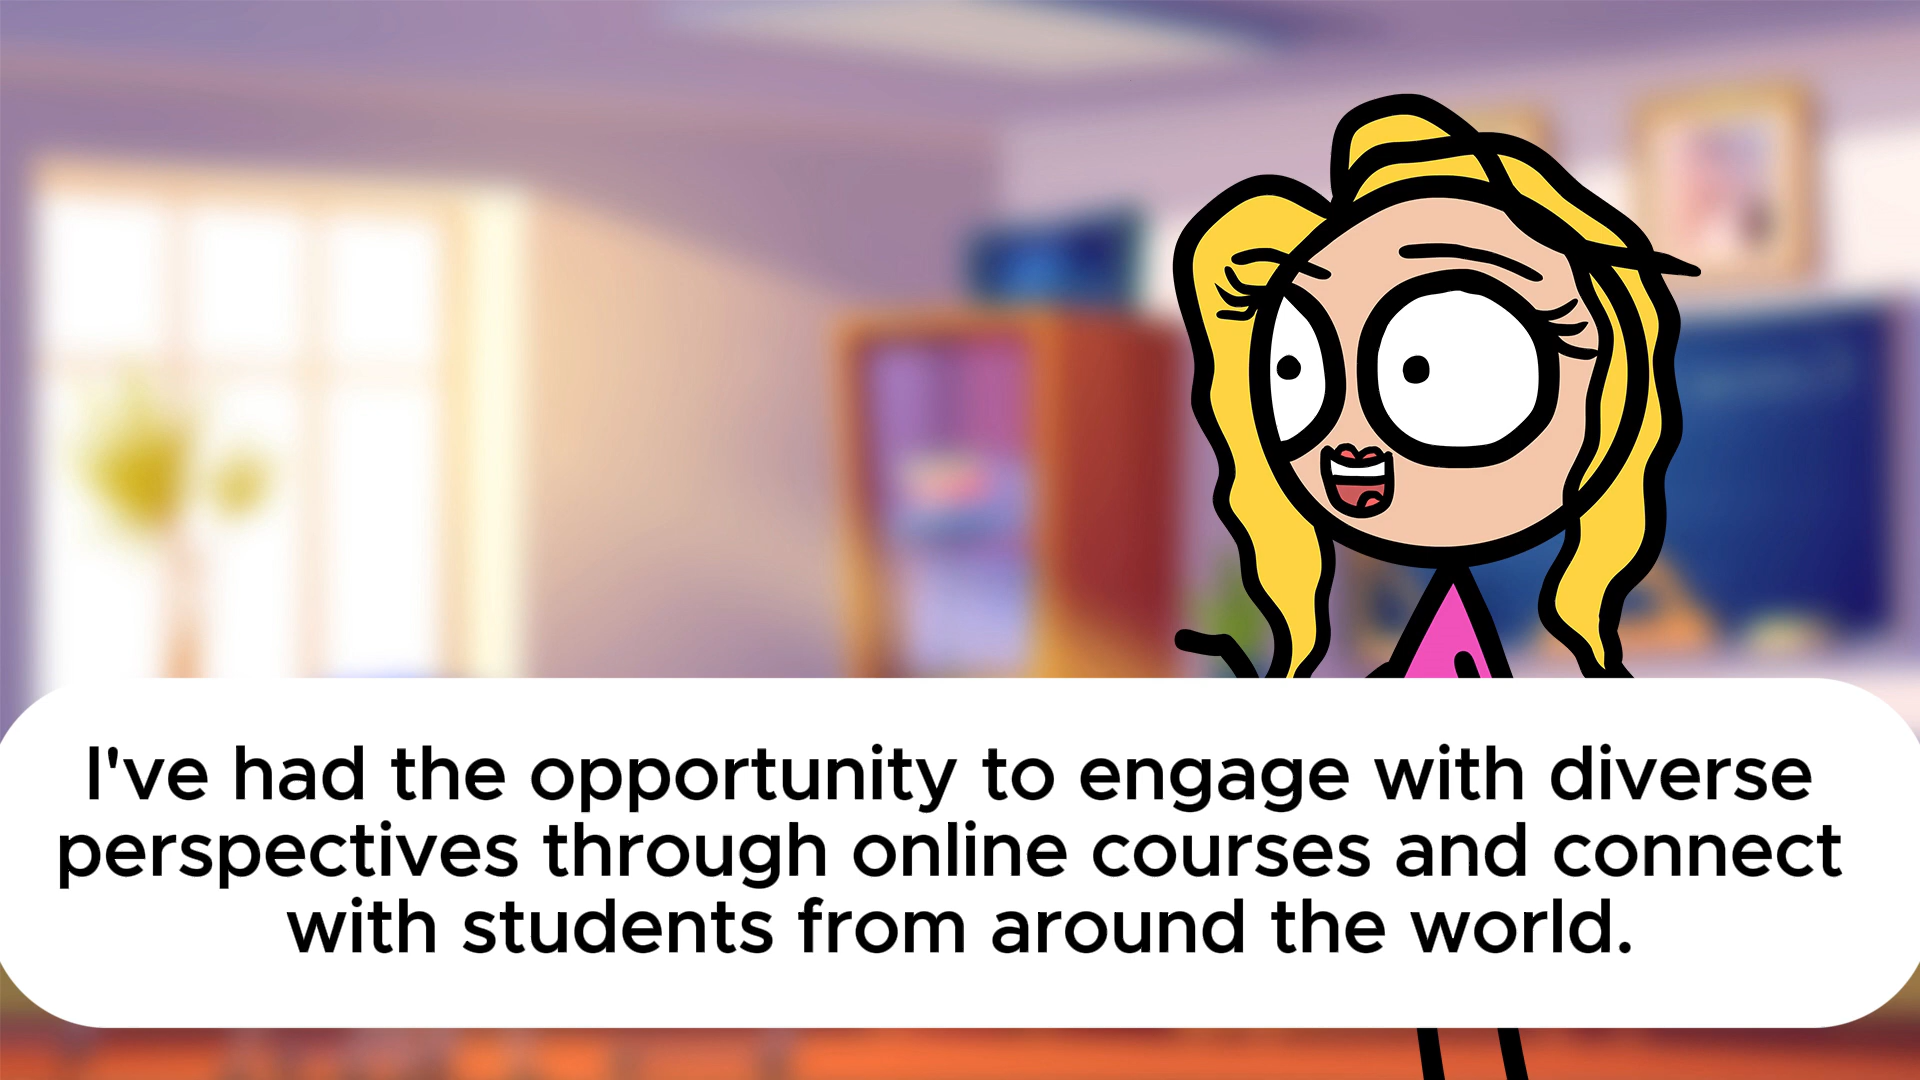 I've had the opportunity to engage with diverse
perspectives through online courses and connect
with students from around the world.